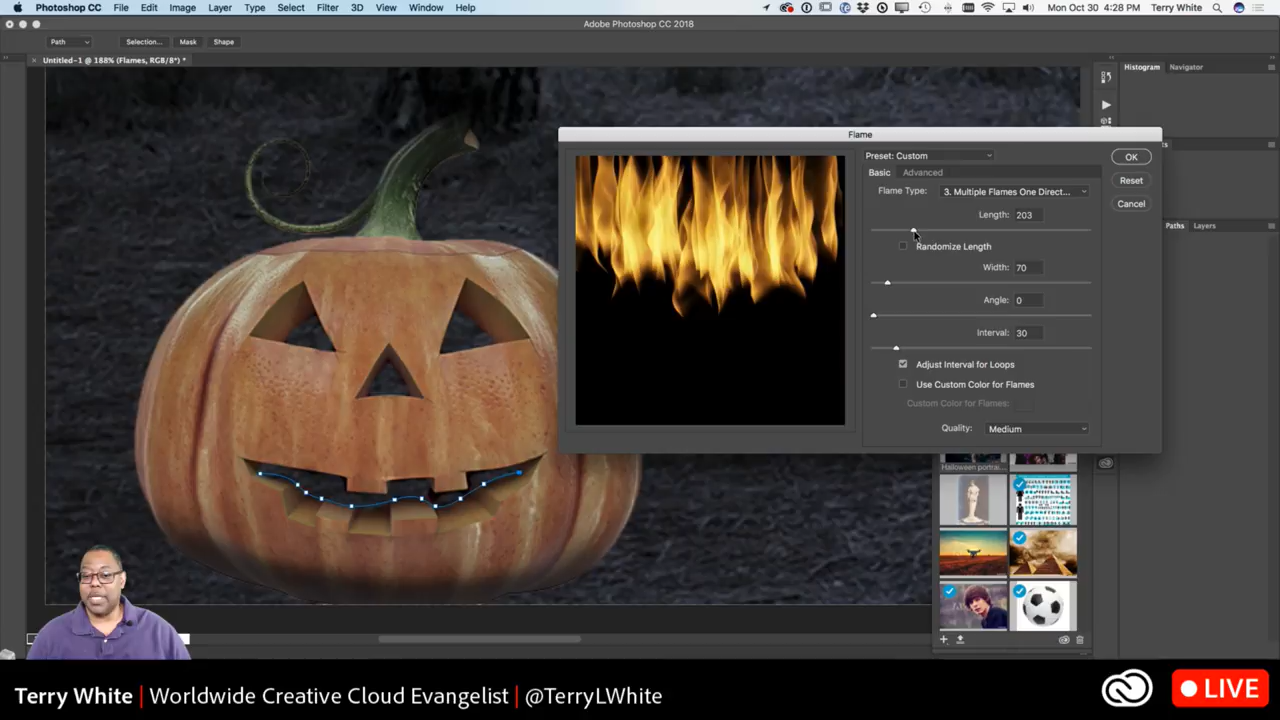 Photoshop CC File Edit Image Layer Type Select Filter 3D View Window Help Mon Oct 30 4:28 PM Terry White
Adobe Photoshop CC 2018
Path Selection... Mask Shape
Untitled-1 @ 188% (Flames, RGB/8*) *
Histogram Navigator
Flame
Preset: Custom
OK
Basic Advanced
Reset
Flame Type: 3. Multiple Flames One Direct...
Cancel
Length: 203
Paths Layers
Randomize Length
Width: 70
Angle: 0
Interval: 30
Adjust Interval for Loops
Use Custom Color for Flames
Custom Color for Flames:
Quality: Medium
Halloween portrai...
Terry White | Worldwide Creative Cloud Evangelist | @TerryLWhite
LIVE